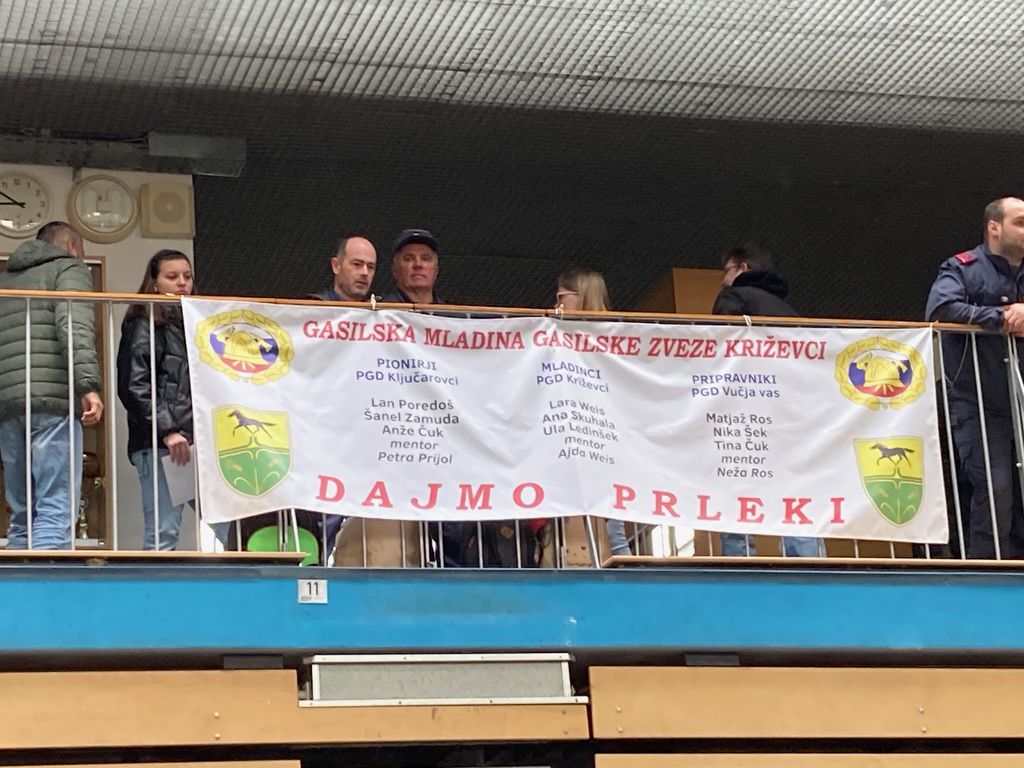 GASILSKA MLADINA GASILSKE ZVEZE KRIŽEVCI
PIONIRJI
PGD Ključarovci
Lan Poredoš
Šanel Zamuda
Anže Čuk
mentor
Petra Prijol
MLADINCI
PGD Križevci
Lara Weis
Ana Skuhala
Ula Ledinšek
mentor
Ajda Weis
PRIPRAVNIKI
PGD Vučja vas
Matjaž Ros
Nika Šek
Tina Čuk
mentor
Neža Ros
DAJMO PRLEKI
11